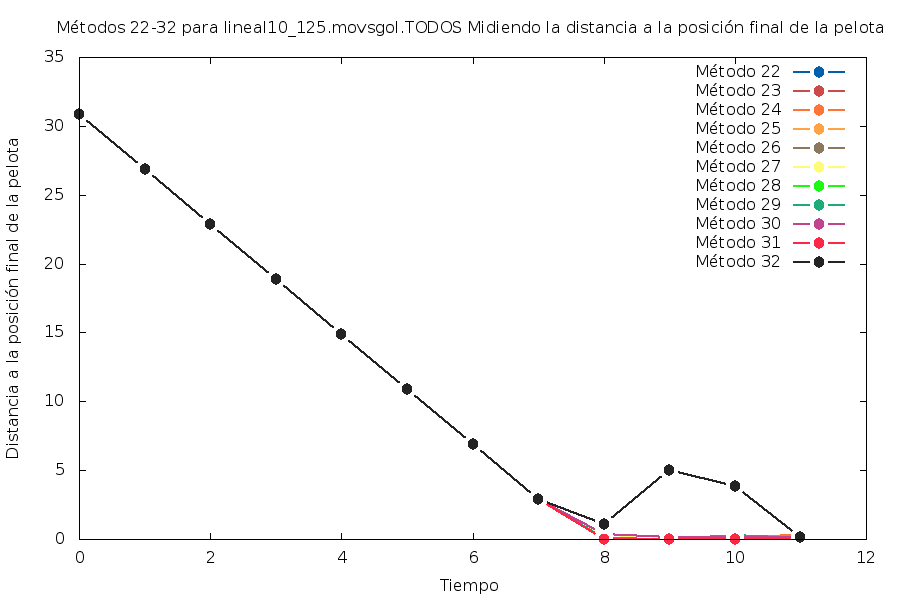 Métodos 22-32 para lineal10_125.movsgol.TODOS Midiendo la distancia a la posición final de la pelota
35
30
25
20
15
10
5
0
Distancia a la posición final de la pelota
Método 22
Método 23
Método 24
Método 25
Método 26
Método 27
Método 28
Método 29
Método 30
Método 31
Método 32
0 2 4 6 8 10 12
Tiempo